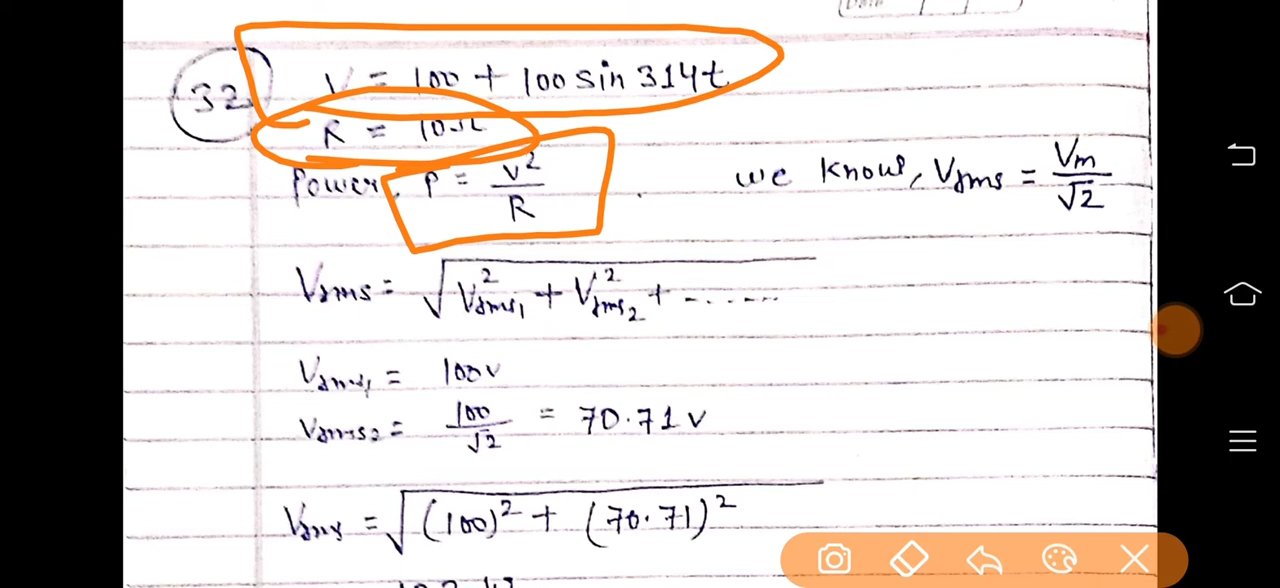 32 V = 100 + 100 sin 314t
R = 10Ω
Power, P = V²/R . we know, Vrms = Vm/√2
Vrms = √(V²rms₁ + V²rms₂ + ......
Vrms₁ = 100V
Vrms₂ = 100/√2 = 70.71 V
Vrms = √((100)² + (70.71)²